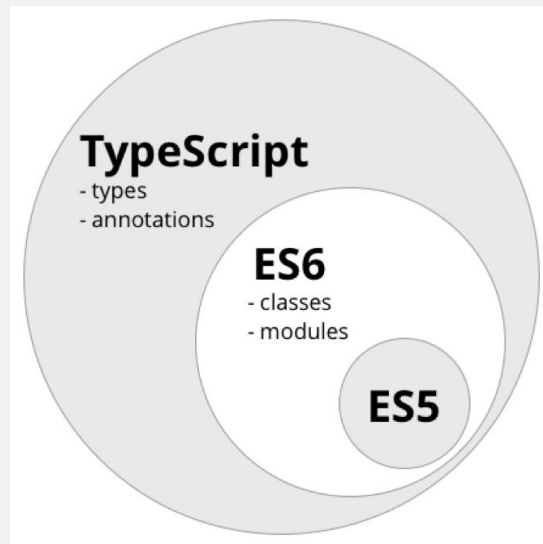 TypeScript
- types
- annotations
ES6
- classes
- modules
ES5